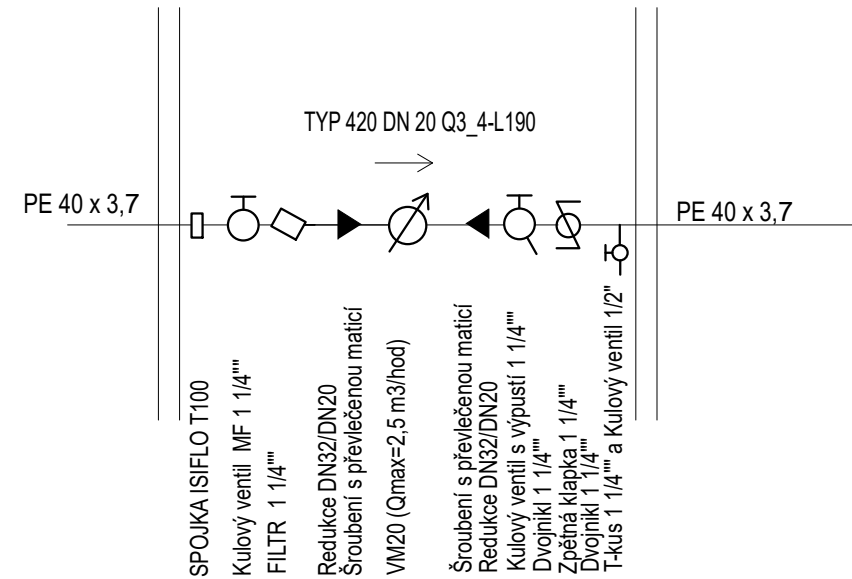 TYP 420 DN 20 Q3_4-L190
PE 40 x 3,7
PE 40 x 3,7
SPOJKA ISIFLO T100
Kulový ventil MF 1 1/4""
FILTR 1 1/4""
Redukce DN32/DN20
Šroubení s převlečenou maticí
VM20 (Qmax=2,5 m3/hod)
Šroubení s převlečenou maticí
Redukce DN32/DN20
Kulový ventil s výpustí 1 1/4""
Dvojnikl 1 1/4""
Zpětná klapka 1 1/4""
Dvojnikl 1 1/4""
T-kus 1 1/4"" a Kulový ventil 1/2"